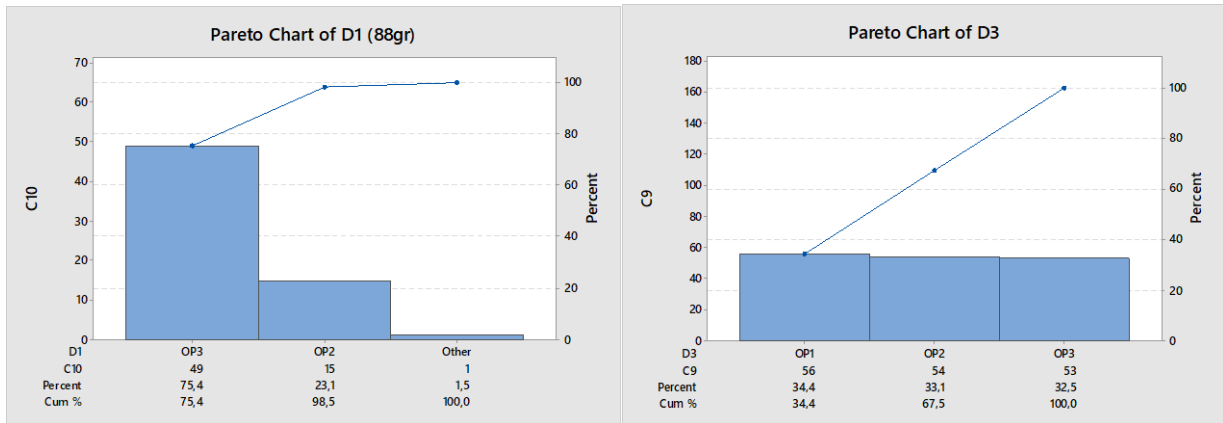 Pareto Chart of D1 (88gr)
70
60
50
40
30
20
10
0
C10
100
80
60
40
20
0
Percent
D1 OP3 OP2 Other
C10 49 15 1
Percent 75,4 23,1 1,5
Cum % 75,4 98,5 100,0
Pareto Chart of D3
180
160
140
120
100
80
60
40
20
0
C9
100
80
60
40
20
0
Percent
D3 OP1 OP2 OP3
C9 56 54 53
Percent 34,4 33,1 32,5
Cum % 34,4 67,5 100,0